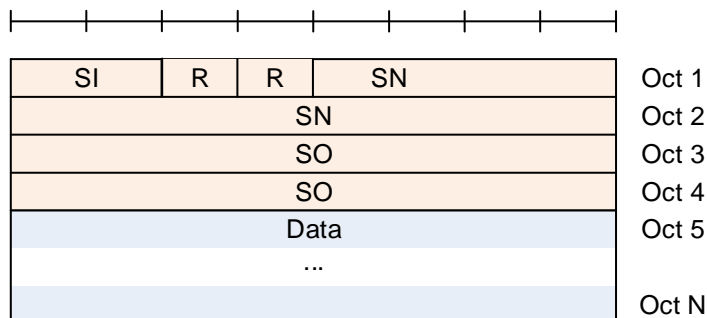 SI R R SN Oct 1
SN Oct 2
SO Oct 3
SO Oct 4
Data Oct 5
...
Oct N